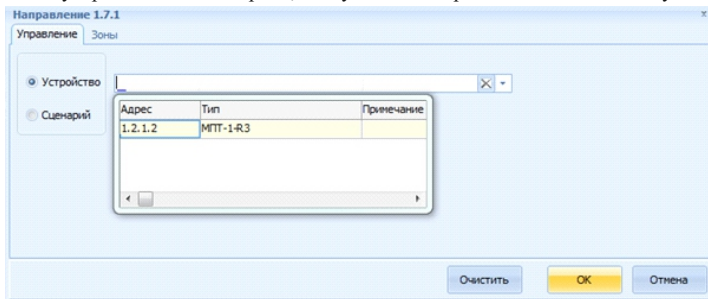 Направление 1.7.1
Управление Зоны
Устройство
Сценарий
Адрес Тип Примечание
1.2.1.2 МПТ-1-R3
Очистить ОК Отмена